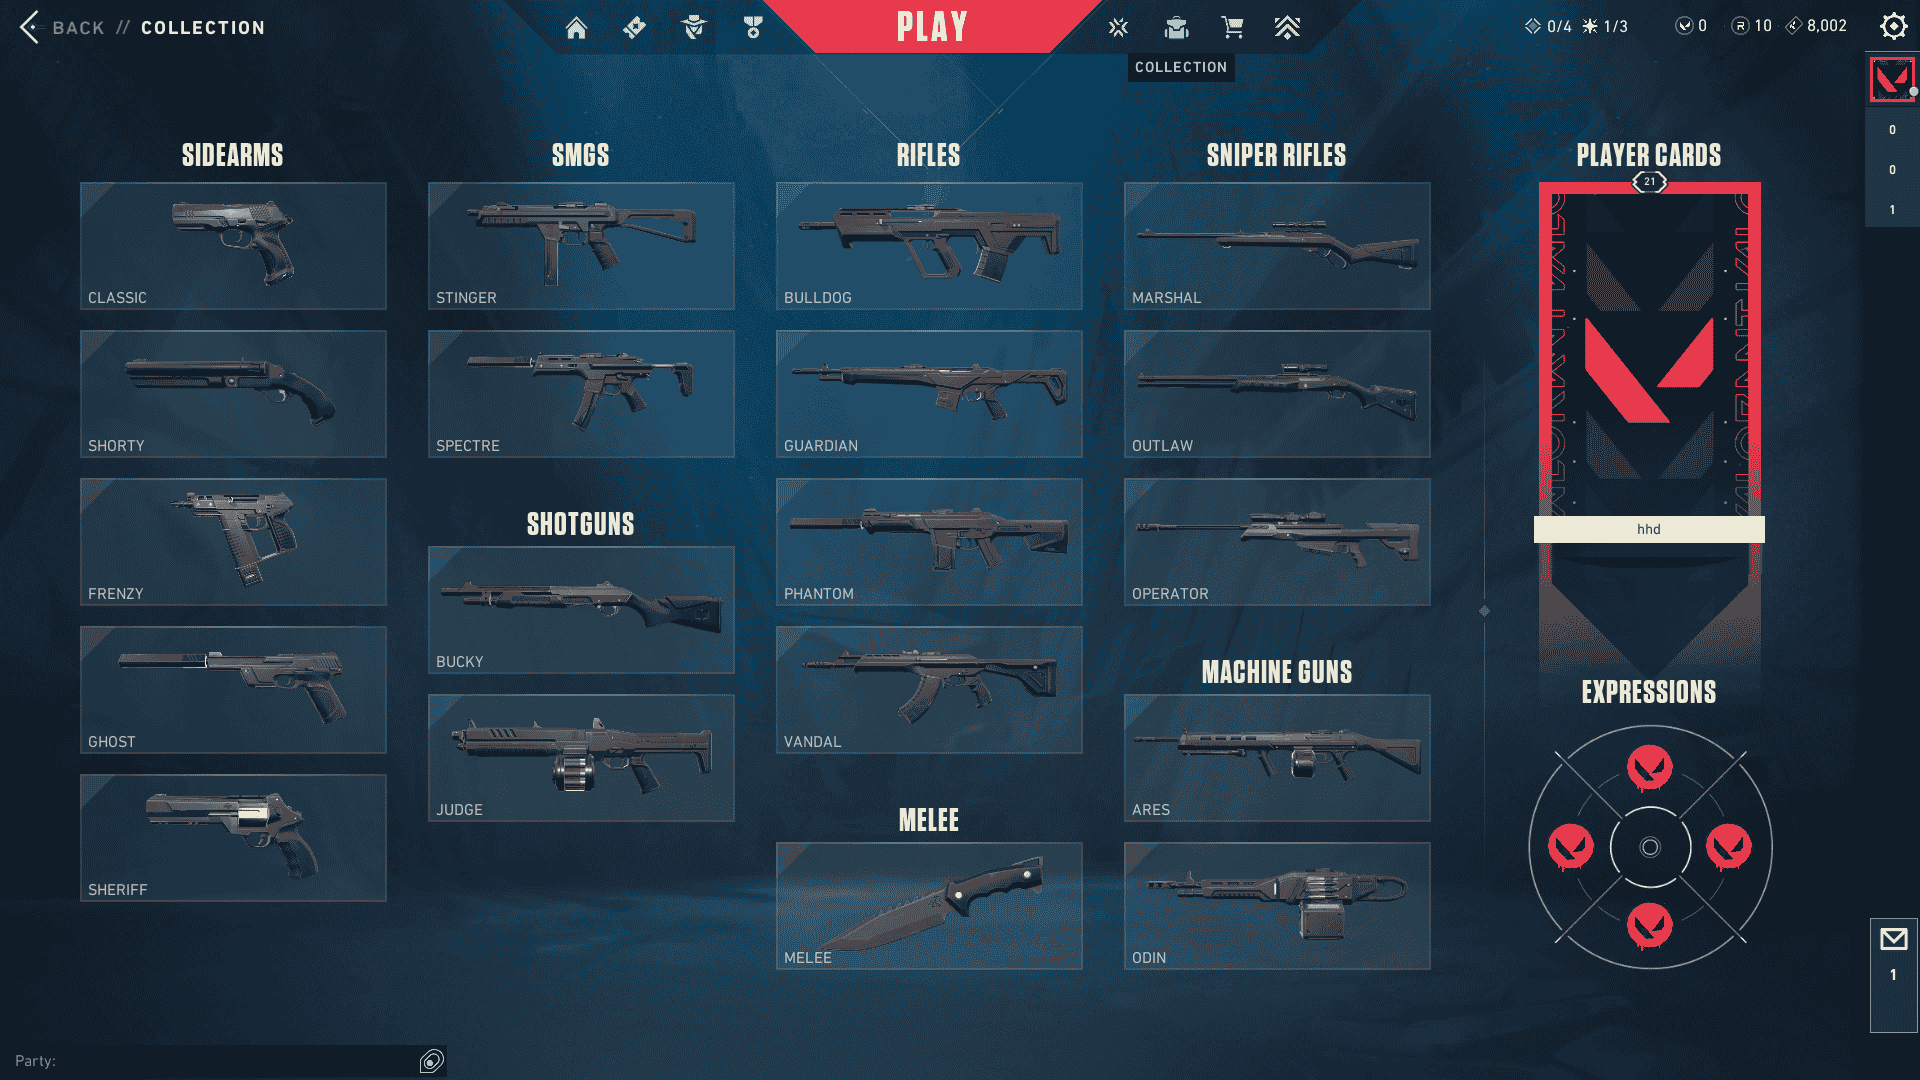 BACK // COLLECTION
PLAY
0/4 1/3 0 10 8,002
COLLECTION
0
0
1
SIDEARMS
CLASSIC
SHORTY
FRENZY
GHOST
SHERIFF
SMGS
STINGER
SPECTRE
SHOTGUNS
BUCKY
JUDGE
RIFLES
BULLDOG
GUARDIAN
PHANTOM
VANDAL
MELEE
MELEE
SNIPER RIFLES
MARSHAL
OUTLAW
OPERATOR
MACHINE GUNS
ARES
ODIN
PLAYER CARDS
21
hhd
EXPRESSIONS
1
Party: